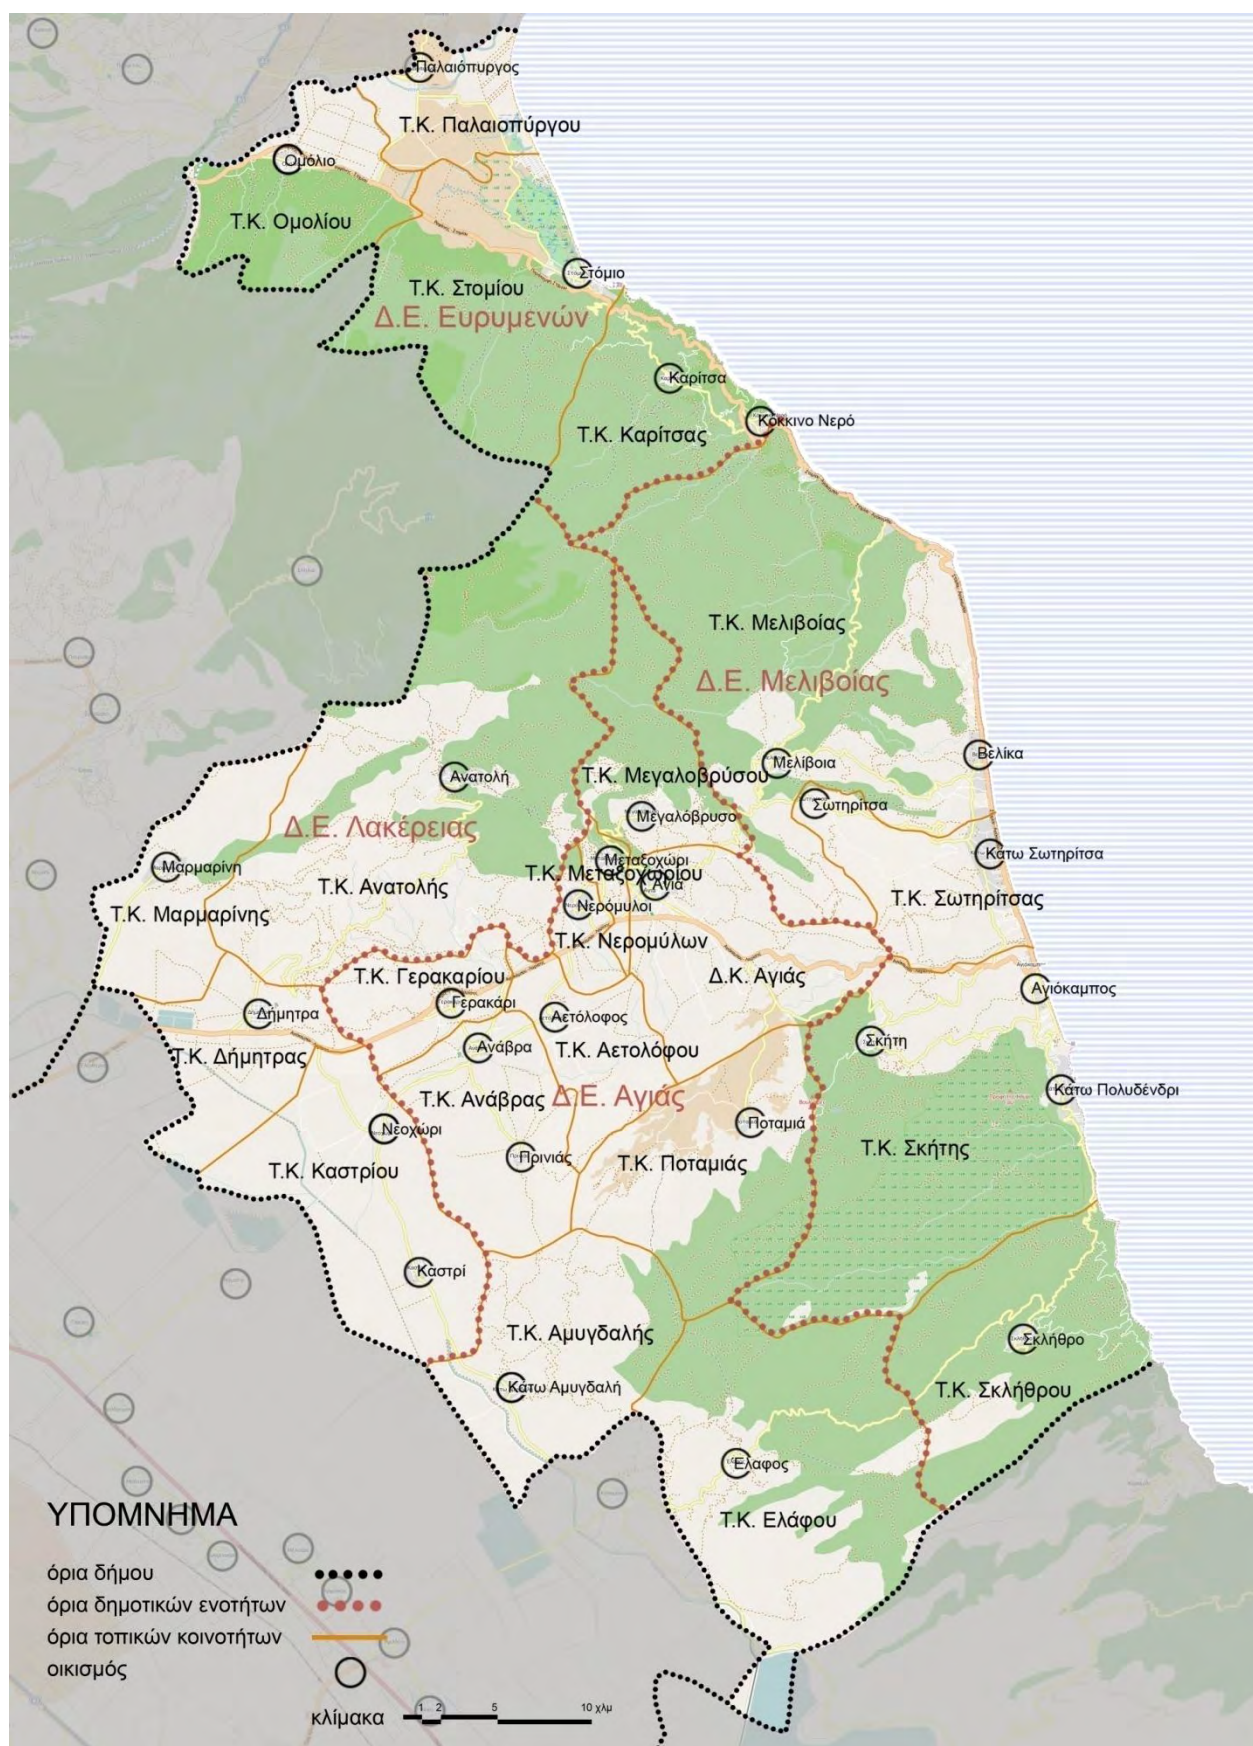 Παλαιόπυργος
Τ.Κ. Παλαιοπύργου
Ομόλιο
Τ.Κ. Ομολίου
Στόμιο
Τ.Κ. Στομίου
Δ.Ε. Ευρυμενών
Καρίτσα
Κόκκινο Νερό
Τ.Κ. Καρίτσας
Τ.Κ. Μελιβοίας
Δ.Ε. Μελιβοίας
Βελίκα
Μελίβοια
Ανατολή
Τ.Κ. Μεγαλοβρύσου
Σωτηρίτσα
Μεγαλόβρυσο
Δ.Ε. Λακέρειας
Κάτω Σωτηρίτσα
Μεταξοχώρι
Μαρμαρίνη
Τ.Κ. Μεταξοχωρίου
Αγιά
Τ.Κ. Ανατολής
Τ.Κ. Σωτηρίτσας
Νερόμυλοι
Τ.Κ. Μαρμαρίνης
Τ.Κ. Νερομύλων
Τ.Κ. Γερακαρίου
Δ.Κ. Αγιάς
Αγιόκαμπος
Γερακάρι
Δήμητρα
Αετόλοφος
Σκήτη
Ανάβρα
Τ.Κ. Αετολόφου
Τ.Κ. Δήμητρας
Κάτω Πολυδένδρι
Τ.Κ. Ανάβρας
Δ.Ε. Αγιάς
Ποταμιά
Νεοχώρι
Τ.Κ. Σκήτης
Πρινιάς
Τ.Κ. Ποταμιάς
Τ.Κ. Καστρίου
Καστρί
Τ.Κ. Αμυγδαλής
Σκλήθρο
Κάτω Αμυγδαλή
Τ.Κ. Σκλήθρου
Ελαφος
Τ.Κ. Ελάφου
ΥΠΟΜΝΗΜΑ
όρια δήμου
όρια δημοτικών ενοτήτων
όρια τοπικών κοινοτήτων
οικισμός
κλίμακα
1 2 5 10 χλμ